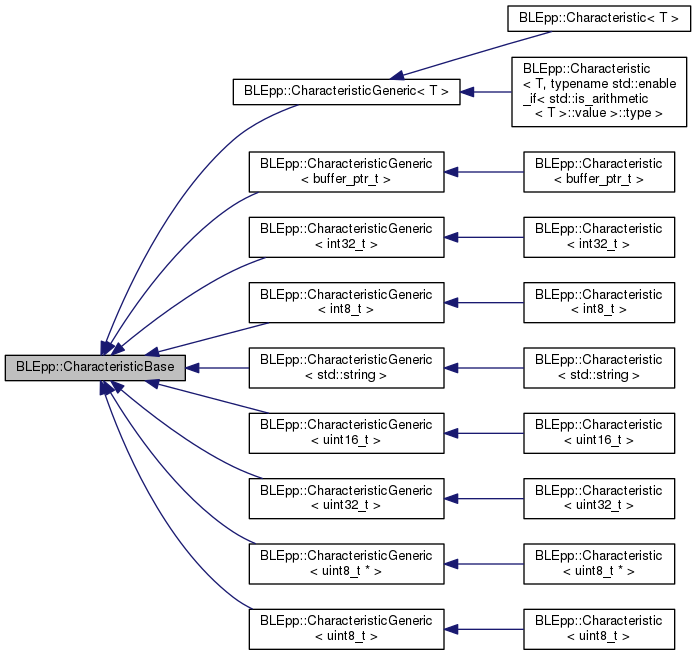 BLEpp::Characteristic< T >
BLEpp::CharacteristicGeneric< T >
BLEpp::Characteristic
< T, typename std::enable
_if< std::is_arithmetic
< T >::value >::type >
BLEpp::CharacteristicGeneric
< buffer_ptr_t >
BLEpp::Characteristic
< buffer_ptr_t >
BLEpp::CharacteristicGeneric
< int32_t >
BLEpp::Characteristic
< int32_t >
BLEpp::CharacteristicGeneric
< int8_t >
BLEpp::Characteristic
< int8_t >
BLEpp::CharacteristicBase
BLEpp::CharacteristicGeneric
< std::string >
BLEpp::Characteristic
< std::string >
BLEpp::CharacteristicGeneric
< uint16_t >
BLEpp::Characteristic
< uint16_t >
BLEpp::CharacteristicGeneric
< uint32_t >
BLEpp::Characteristic
< uint32_t >
BLEpp::CharacteristicGeneric
< uint8_t * >
BLEpp::Characteristic
< uint8_t * >
BLEpp::CharacteristicGeneric
< uint8_t >
BLEpp::Characteristic
< uint8_t >